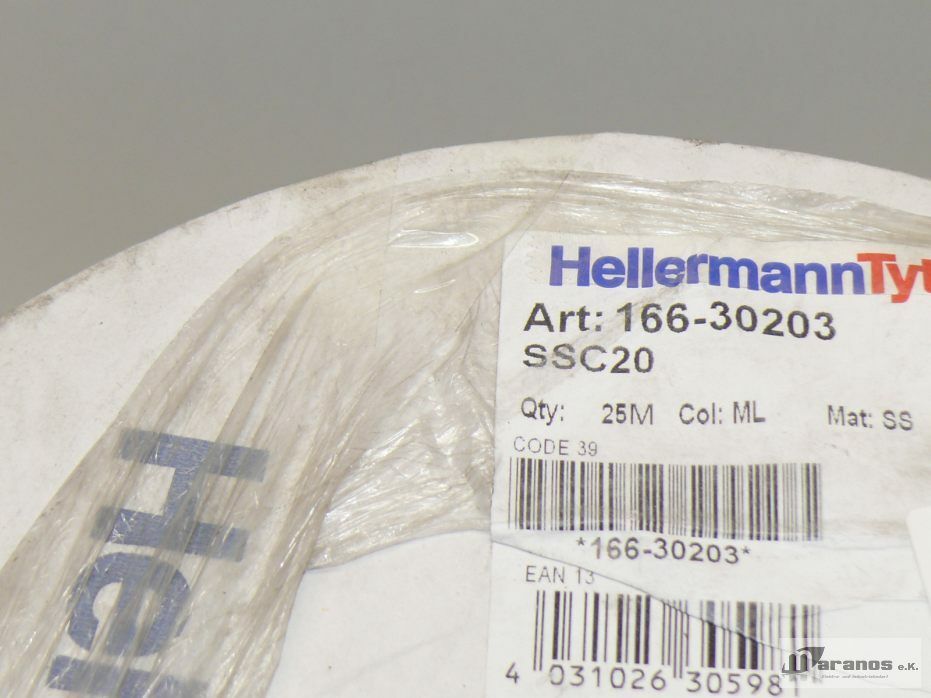 HellermannTyt
Art: 166-30203
SSC20
Qty: 25M Col: ML Mat: SS
CODE 39
*166-30203*
EAN 13
4 031026 30598
Hel
maranos e.K.